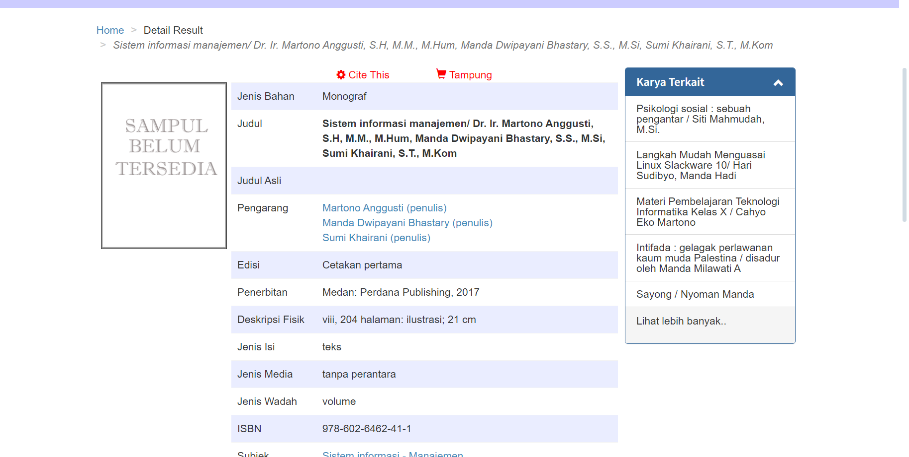 Home > Detail Result
> Sistem informasi manajemen/ Dr. Ir. Martono Anggusti, S.H, M.M., M.Hum, Manda Dwipayani Bhastary, S.S., M.Si, Sumi Khairani, S.T., M.Kom
SAMPUL
BELUM
TERSEDIA
Cite This
Tampung
Jenis Bahan Monograf
Judul Sistem informasi manajemen/ Dr. Ir. Martono Anggusti,
S.H, M.M., M.Hum, Manda Dwipayani Bhastary, S.S., M.Si,
Sumi Khairani, S.T., M.Kom
Judul Asli
Pengarang Martono Anggusti (penulis)
Manda Dwipayani Bhastary (penulis)
Sumi Khairani (penulis)
Edisi Cetakan pertama
Penerbitan Medan: Perdana Publishing, 2017
Deskripsi Fisik viii, 204 halaman: ilustrasi; 21 cm
Jenis Isi teks
Jenis Media tanpa perantara
Jenis Wadah volume
ISBN 978-602-6462-41-1
Subjek Sistem informasi - Manajemen
Karya Terkait
Psikologi sosial : sebuah
pengantar / Siti Mahmudah,
M.Si.
Langkah Mudah Menguasai
Linux Slackware 10/ Hari
Sudibyo, Manda Hadi
Materi Pembelajaran Teknologi
Informatika Kelas X / Cahyo
Eko Martono
Intifada : gelagak perlawanan
kaum muda Palestina / disadur
oleh Manda Milawati A
Sayong / Nyoman Manda
Lihat lebih banyak..